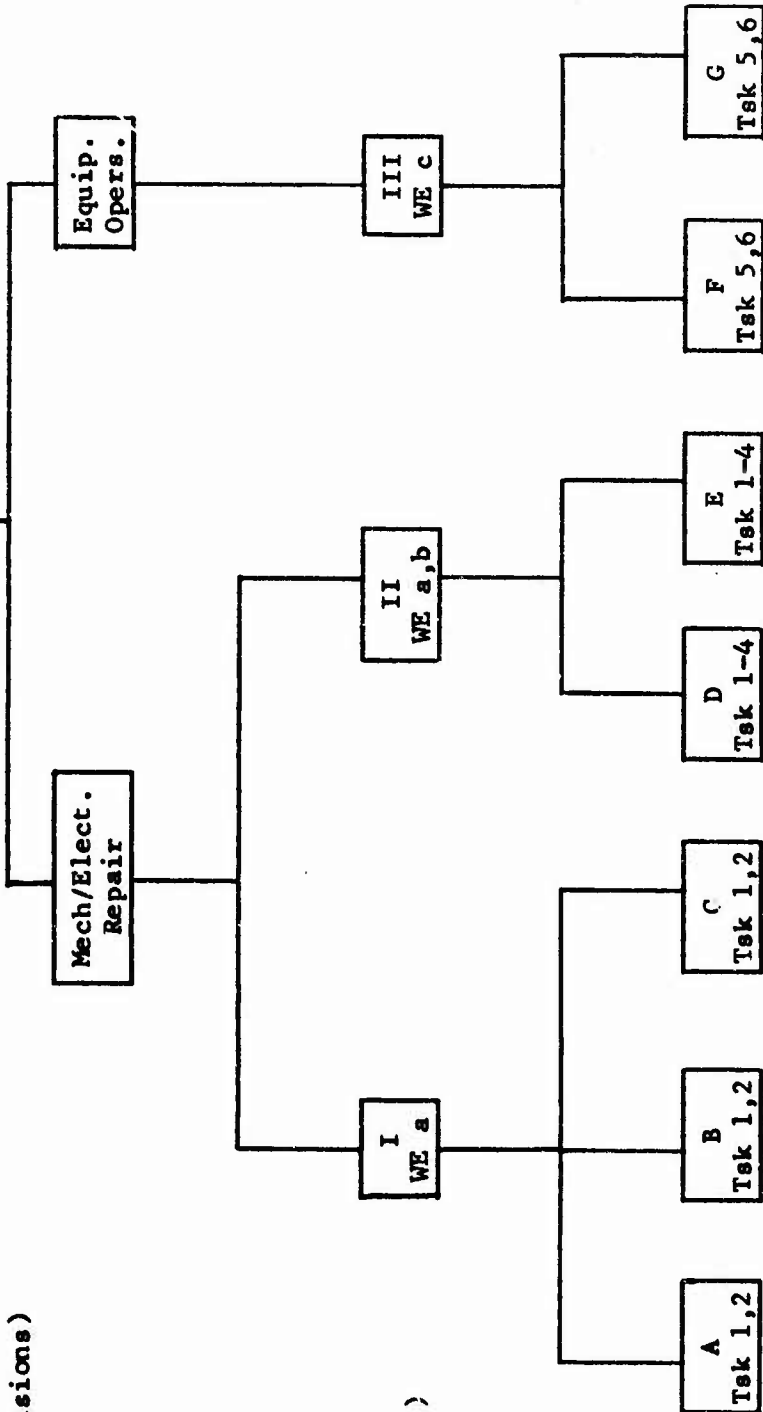 sions)
Mech/Elect.
Repair
Equip.
Opers.
)
I
WE a
II
WE a,b
III
WE c
A
Tsk 1,2
B
Tsk 1,2
C
Tsk 1,2
D
Tsk 1-4
E
Tsk 1-4
F
Tsk 5,6
G
Tsk 5,6